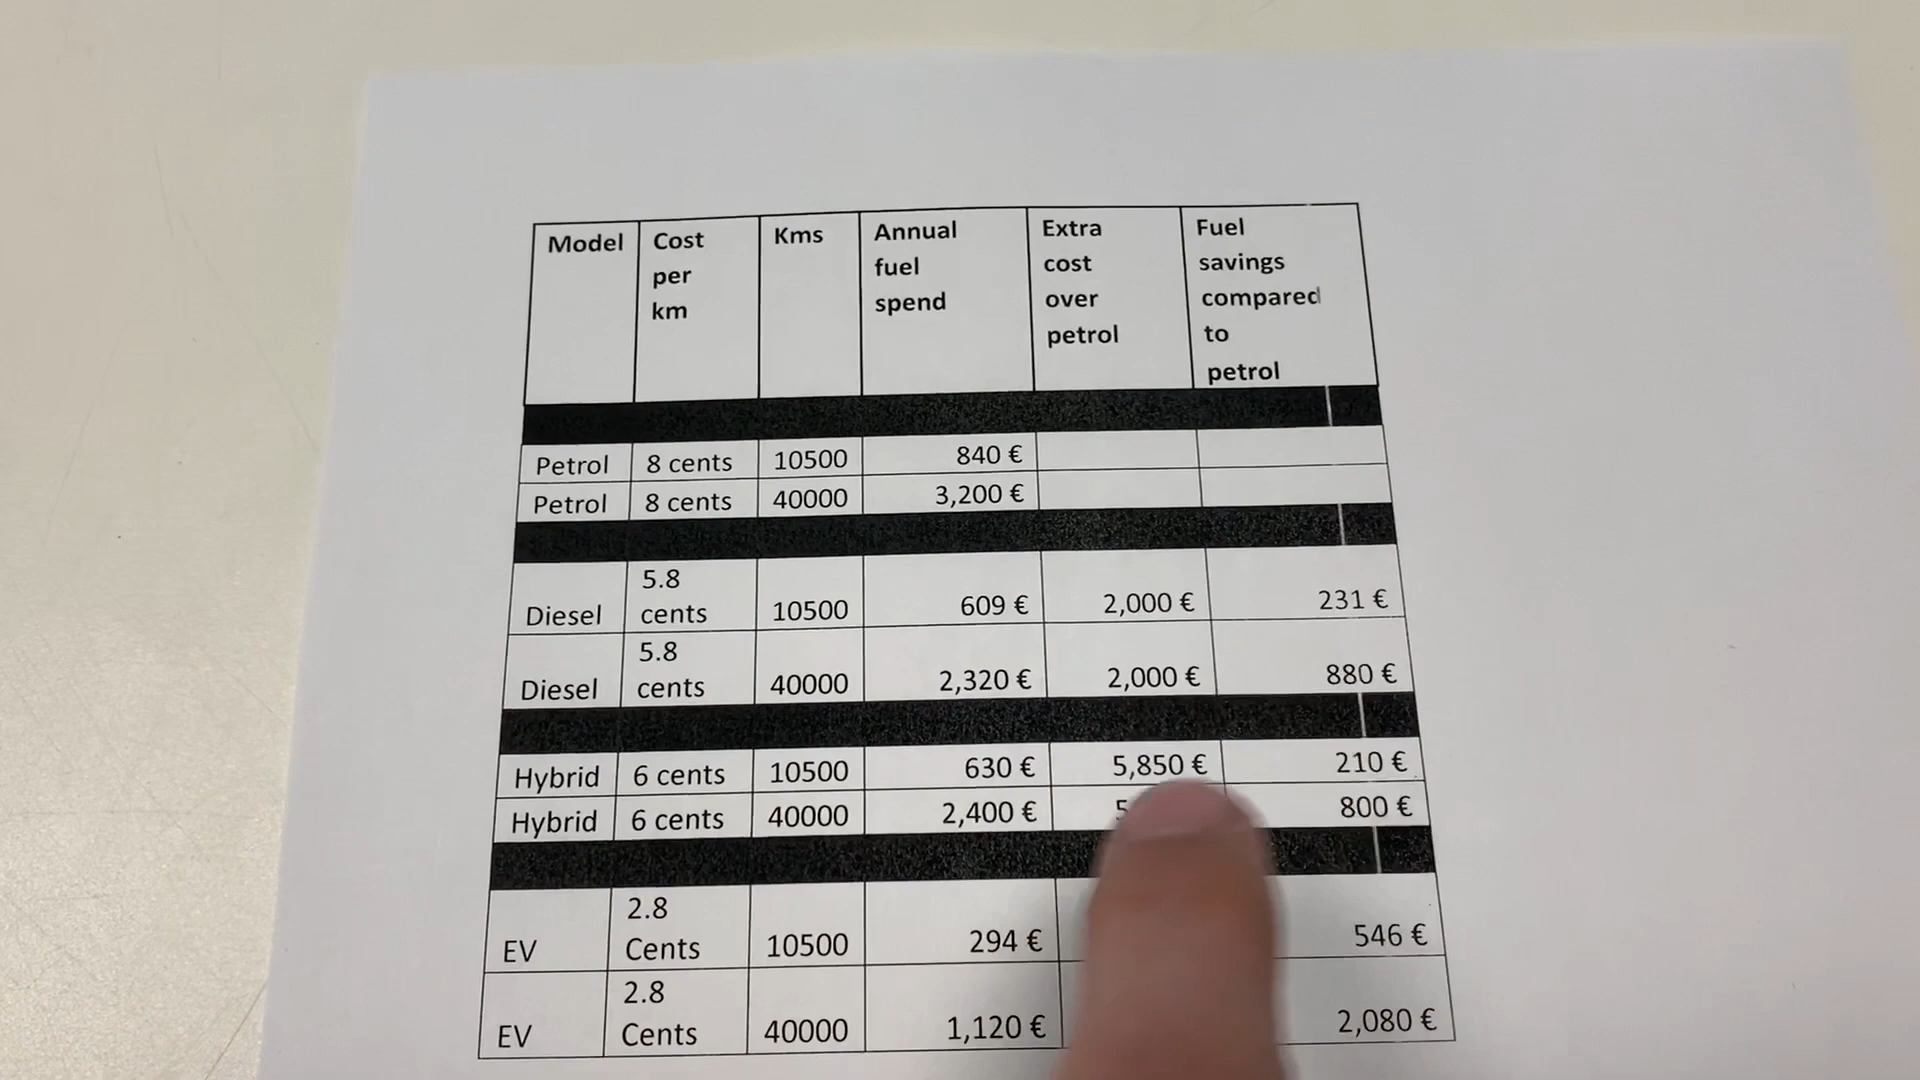 Model Cost per km Kms Annual fuel spend Extra cost over petrol Fuel savings compared to petrol
Petrol 8 cents 10500 840 €
Petrol 8 cents 40000 3,200 €
Diesel 5.8 cents 10500 609 € 2,000 € 231 €
Diesel 5.8 cents 40000 2,320 € 2,000 € 880 €
Hybrid 6 cents 10500 630 € 5,850 € 210 €
Hybrid 6 cents 40000 2,400 € 800 €
EV 2.8 Cents 10500 294 € 546 €
EV 2.8 Cents 40000 1,120 € 2,080 €